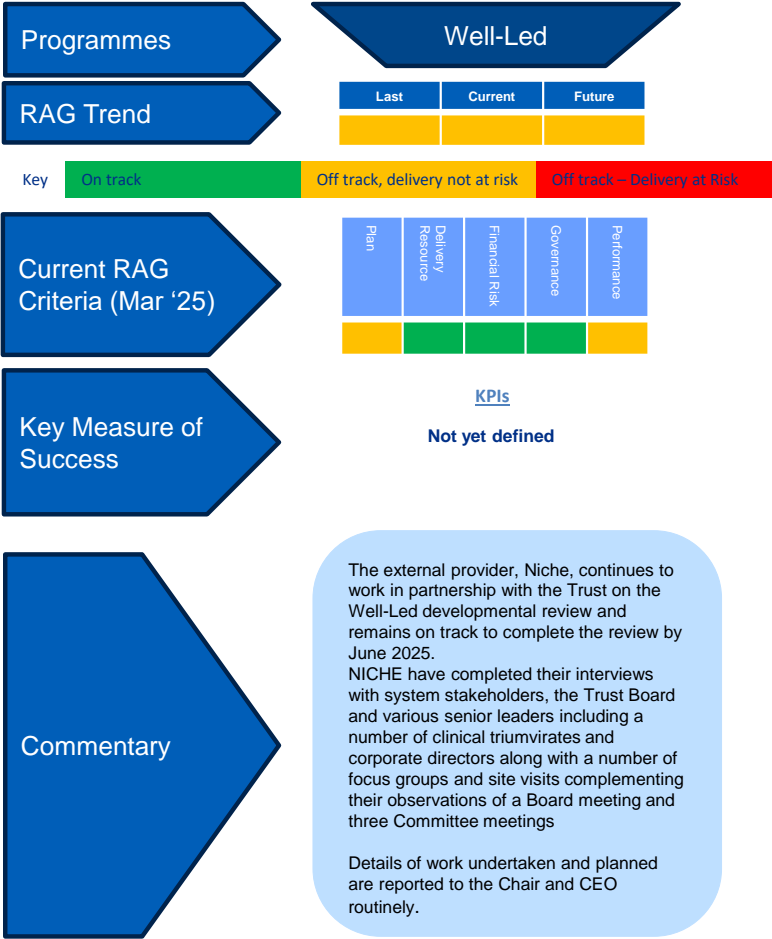 Programmes
Well-Led
RAG Trend
Last Current Future
Key On track Off track, delivery not at risk Off track – Delivery at Risk
Current RAG
Criteria (Mar ‘25)
Plan
Delivery
Resource
Financial Risk
Governance
Performance
Key Measure of
Success
KPIs
Not yet defined
Commentary
The external provider, Niche, continues to
work in partnership with the Trust on the
Well-Led developmental review and
remains on track to complete the review by
June 2025.
NICHE have completed their interviews
with system stakeholders, the Trust Board
and various senior leaders including a
number of clinical triumvirates and
corporate directors along with a number of
focus groups and site visits complementing
their observations of a Board meeting and
three Committee meetings
Details of work undertaken and planned
are reported to the Chair and CEO
routinely.